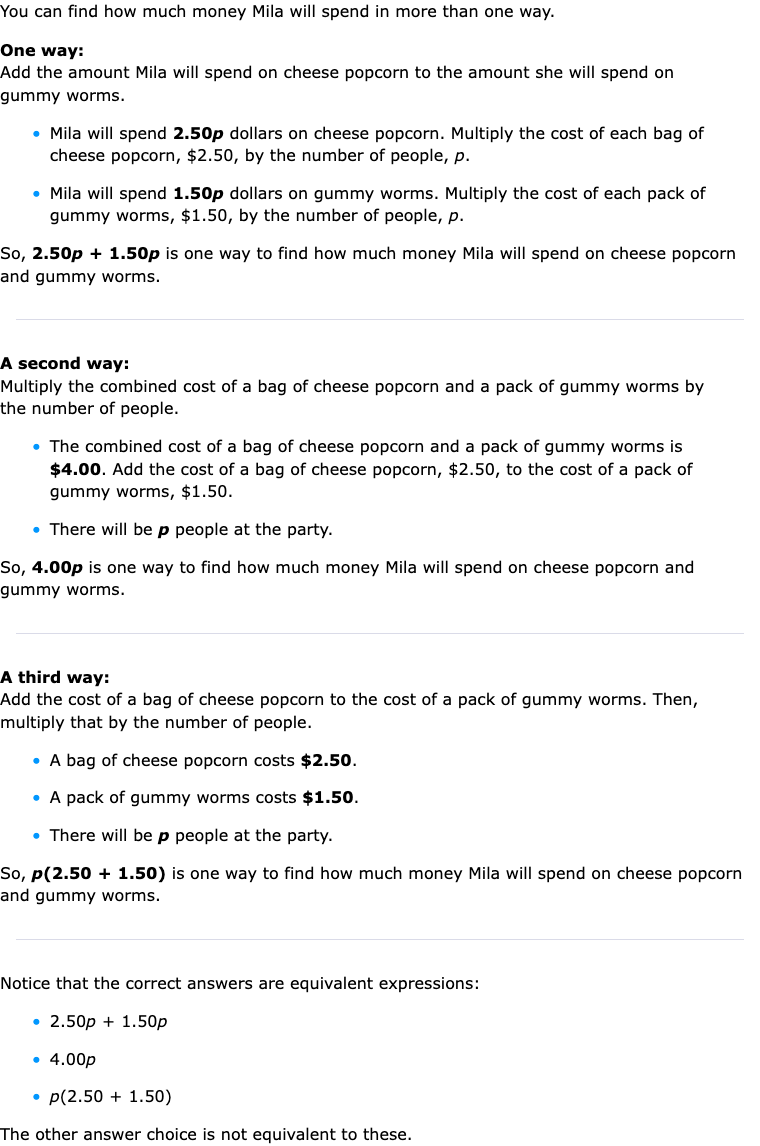 You can find how much money Mila will spend in more than one way.
One way:
Add the amount Mila will spend on cheese popcorn to the amount she will spend on
gummy worms.
• Mila will spend 2.50p dollars on cheese popcorn. Multiply the cost of each bag of
cheese popcorn, $2.50, by the number of people, p.
• Mila will spend 1.50p dollars on gummy worms. Multiply the cost of each pack of
gummy worms, $1.50, by the number of people, p.
So, 2.50p + 1.50p is one way to find how much money Mila will spend on cheese popcorn
and gummy worms.
A second way:
Multiply the combined cost of a bag of cheese popcorn and a pack of gummy worms by
the number of people.
• The combined cost of a bag of cheese popcorn and a pack of gummy worms is
$4.00. Add the cost of a bag of cheese popcorn, $2.50, to the cost of a pack of
gummy worms, $1.50.
• There will be p people at the party.
So, 4.00p is one way to find how much money Mila will spend on cheese popcorn and
gummy worms.
A third way:
Add the cost of a bag of cheese popcorn to the cost of a pack of gummy worms. Then,
multiply that by the number of people.
• A bag of cheese popcorn costs $2.50.
• A pack of gummy worms costs $1.50.
• There will be p people at the party.
So, p(2.50 + 1.50) is one way to find how much money Mila will spend on cheese popcorn
and gummy worms.
Notice that the correct answers are equivalent expressions:
• 2.50p + 1.50p
• 4.00p
• p(2.50 + 1.50)
The other answer choice is not equivalent to these.